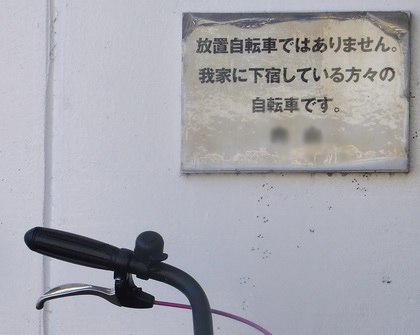 放置自転車ではありません。
我家に下宿している方々の
自転車です。